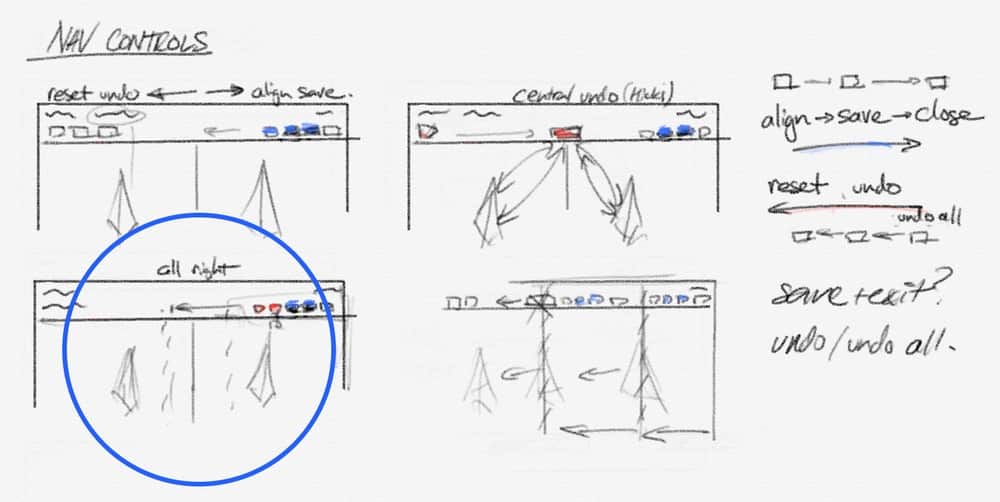 NAV CONTROLS
reset undo ← → align save.
central undo (Hicks)
align → save → close
reset undo
undo all
all right
save + exit?
undo/undo all.